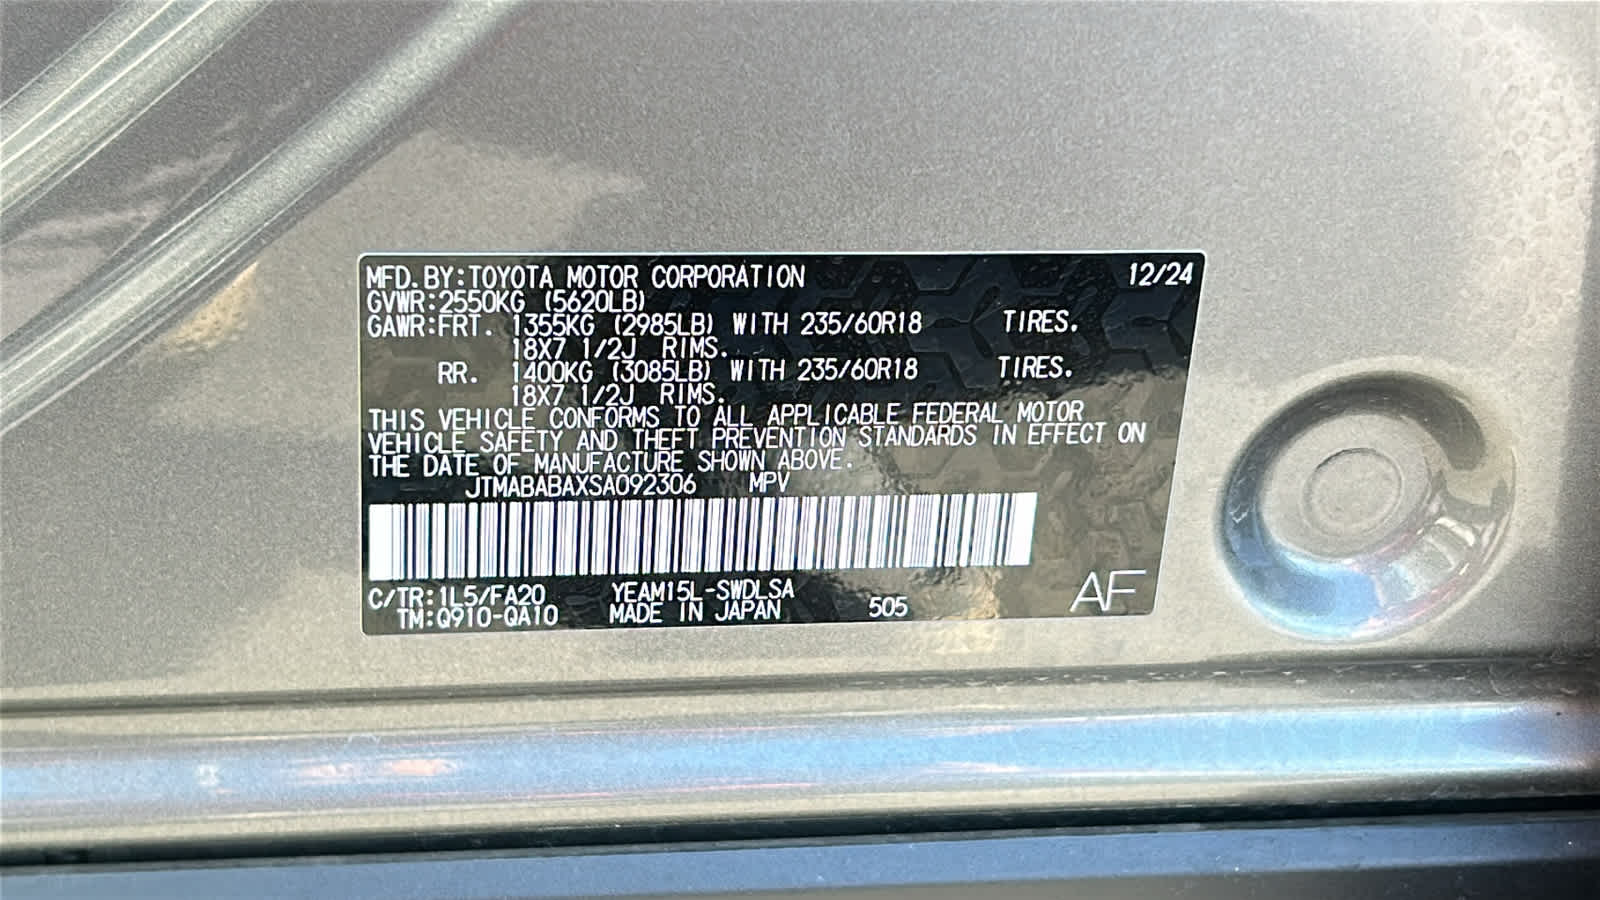 MFD. BY:TOYOTA MOTOR CORPORATION 12/24
GVWR:2550KG (5620LB)
GAWR:FRT. 1355KG (2985LB) WITH 235/60R18 TIRES.
18X7 1/2J RIMS.
RR. 1400KG (3085LB) WITH 235/60R18 TIRES.
18X7 1/2J RIMS.
THIS VEHICLE CONFORMS TO ALL APPLICABLE FEDERAL MOTOR
VEHICLE SAFETY AND THEFT PREVENTION STANDARDS IN EFFECT ON
THE DATE OF MANUFACTURE SHOWN ABOVE.
JTMABABAXSA092306 MPV
C/TR:1L5/FA20 YEAM15L-SWDLSA
TM:Q910-QA10 MADE IN JAPAN 505 AF